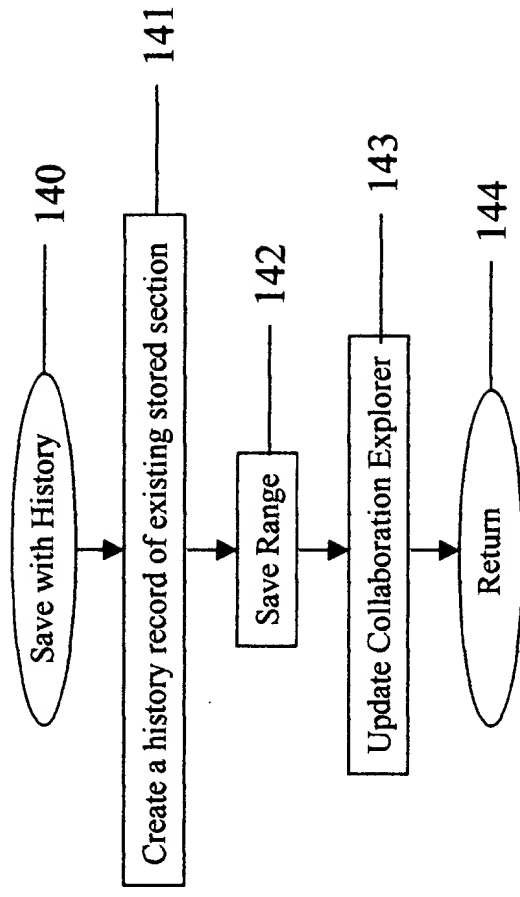 Save with History
140
Create a history record of existing stored section
141
Save Range
142
Update Collaboration Explorer
143
Return
144